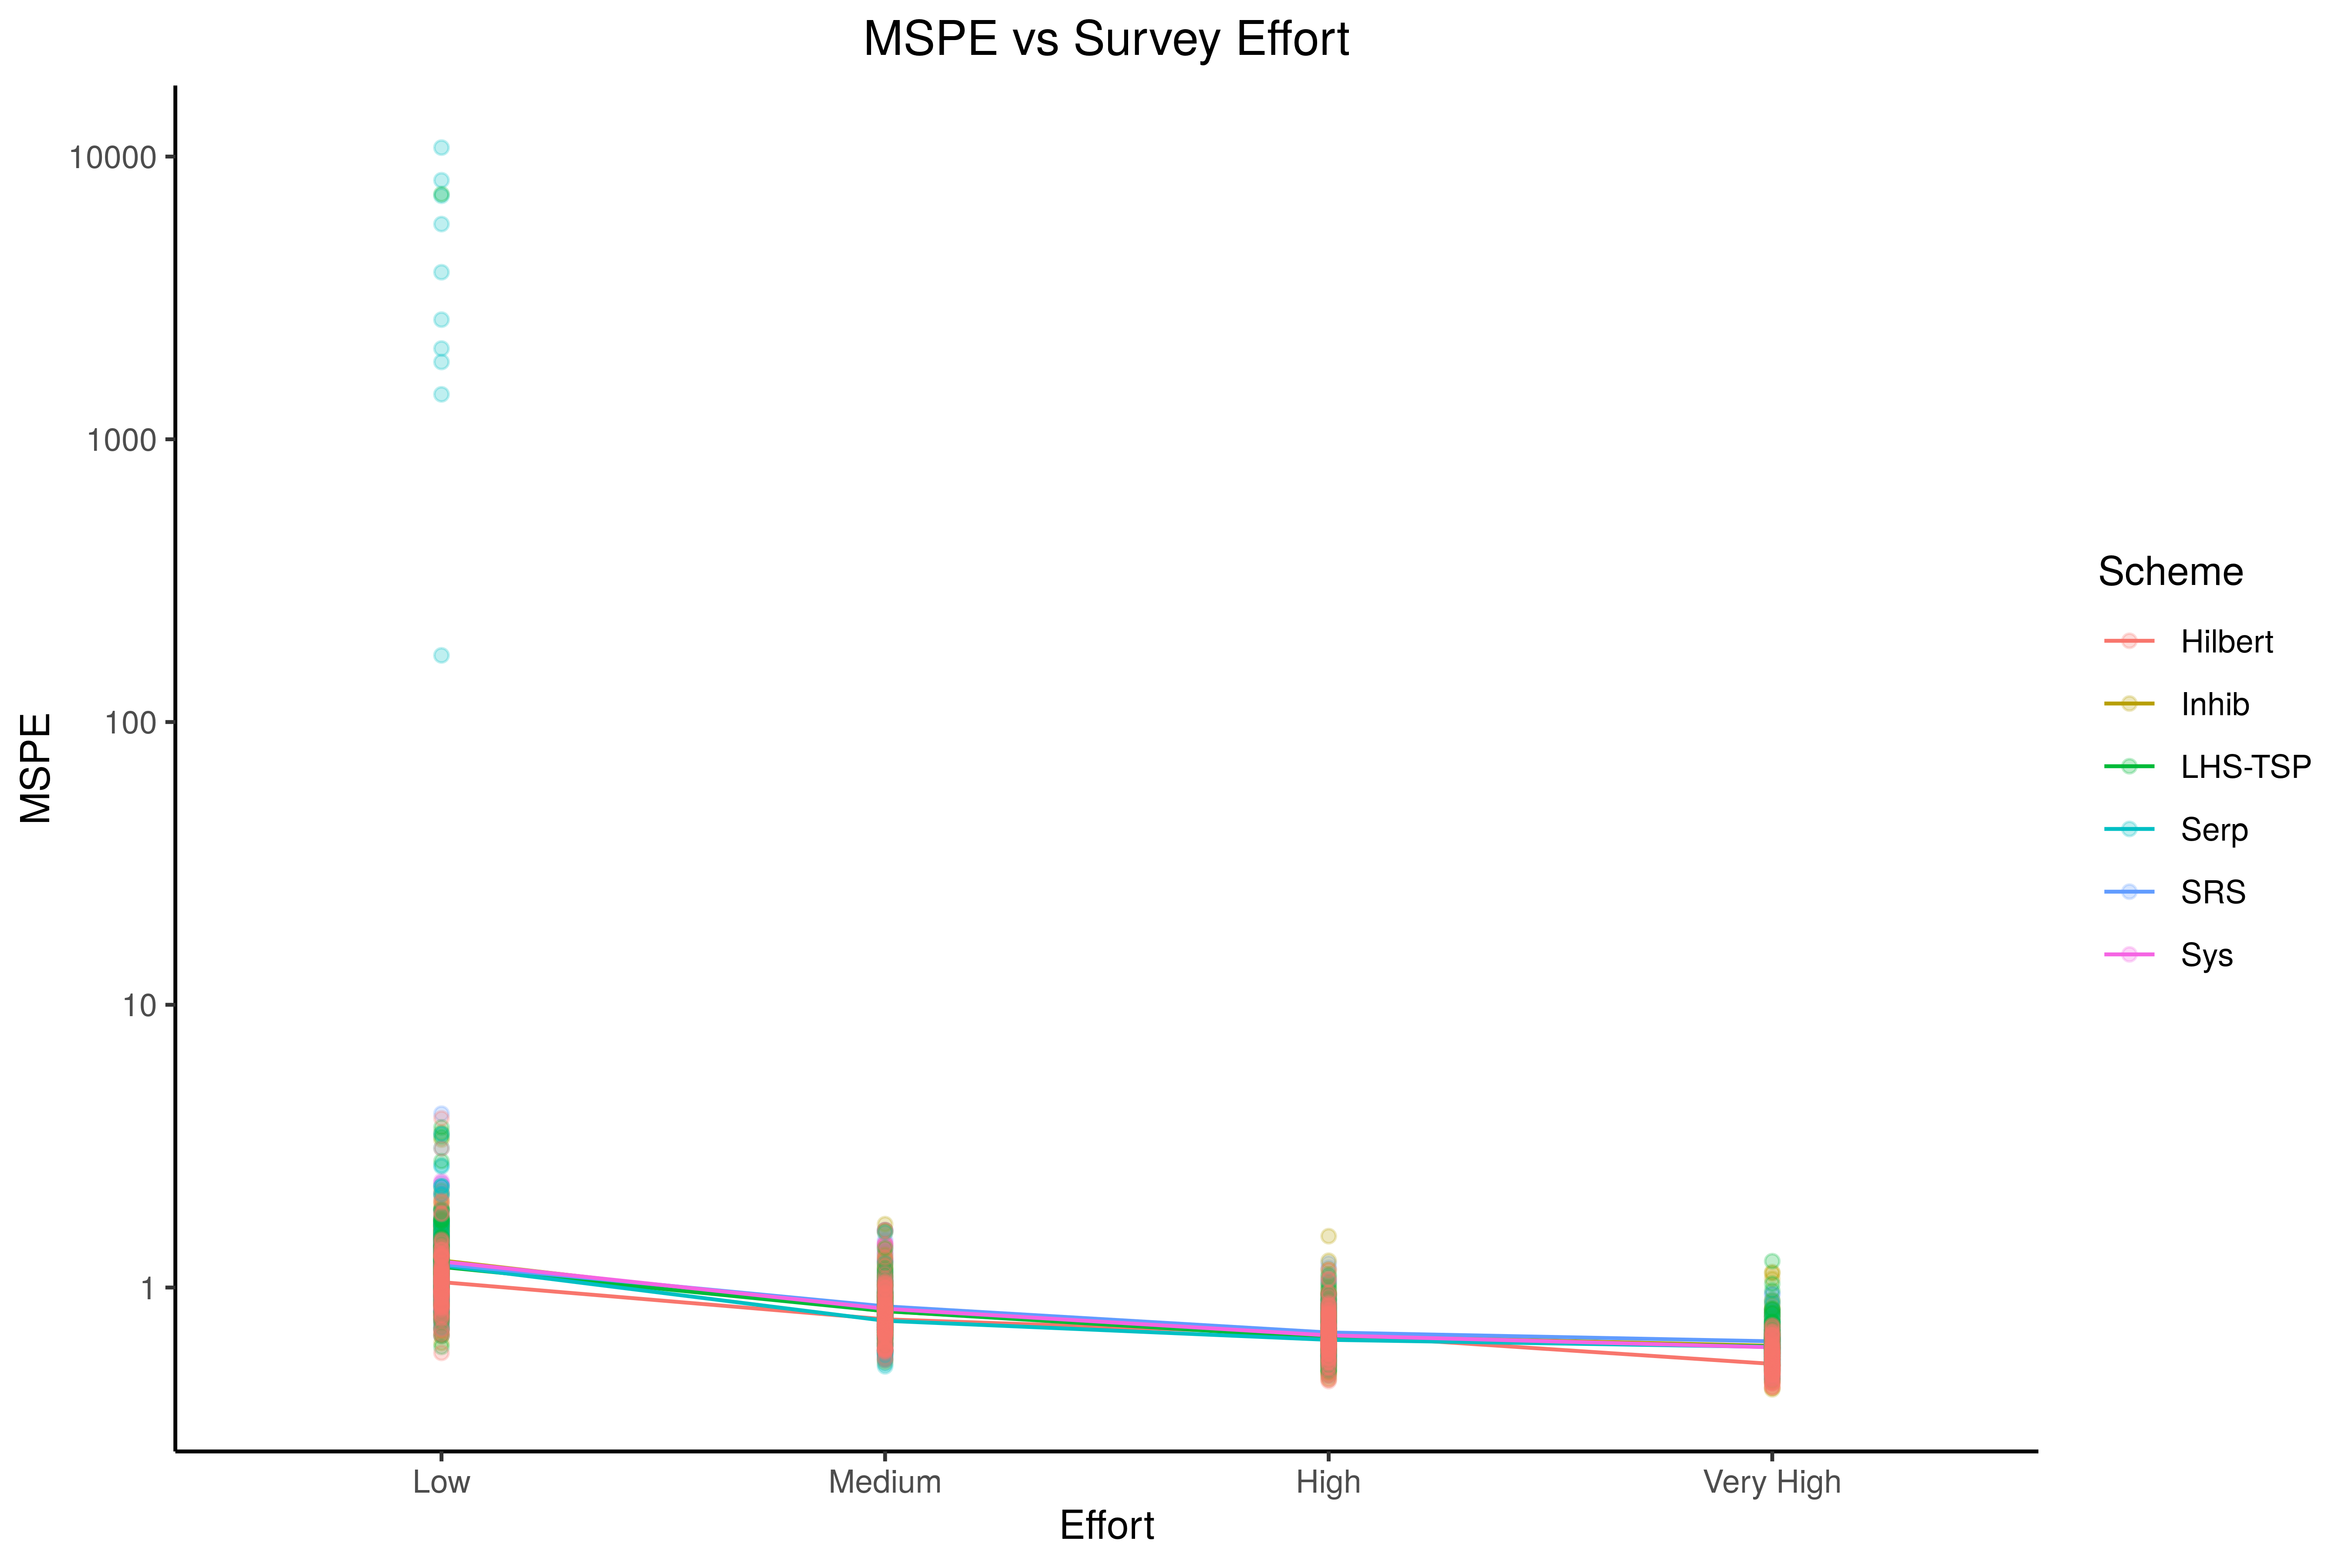 MSPE vs Survey Effort
10000
1000
100
10
1
MSPE
Low
Medium
High
Very High
Effort
Scheme
Hilbert
Inhib
LHS-TSP
Serp
SRS
Sys